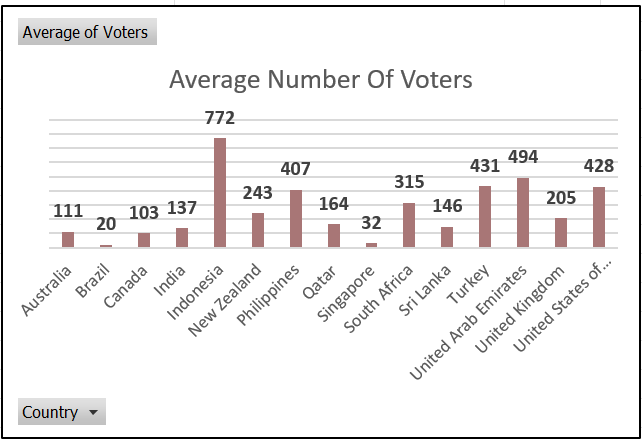 Average of Voters
Average Number Of Voters
772
494
431
428
407
315
243
205
164
146
137
111
103
32
20
Australia
Brazil
Canada
India
Indonesia
New Zealand
Philippines
Qatar
Singapore
South Africa
Sri Lanka
Turkey
United Arab Emirates
United Kingdom
United States of...
Country